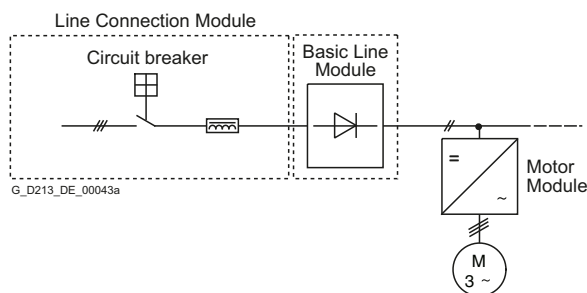 Line Connection Module
Circuit breaker
Basic Line
Module
G_D213_DE_00043a
=
~
Motor
Module
M
3 ~